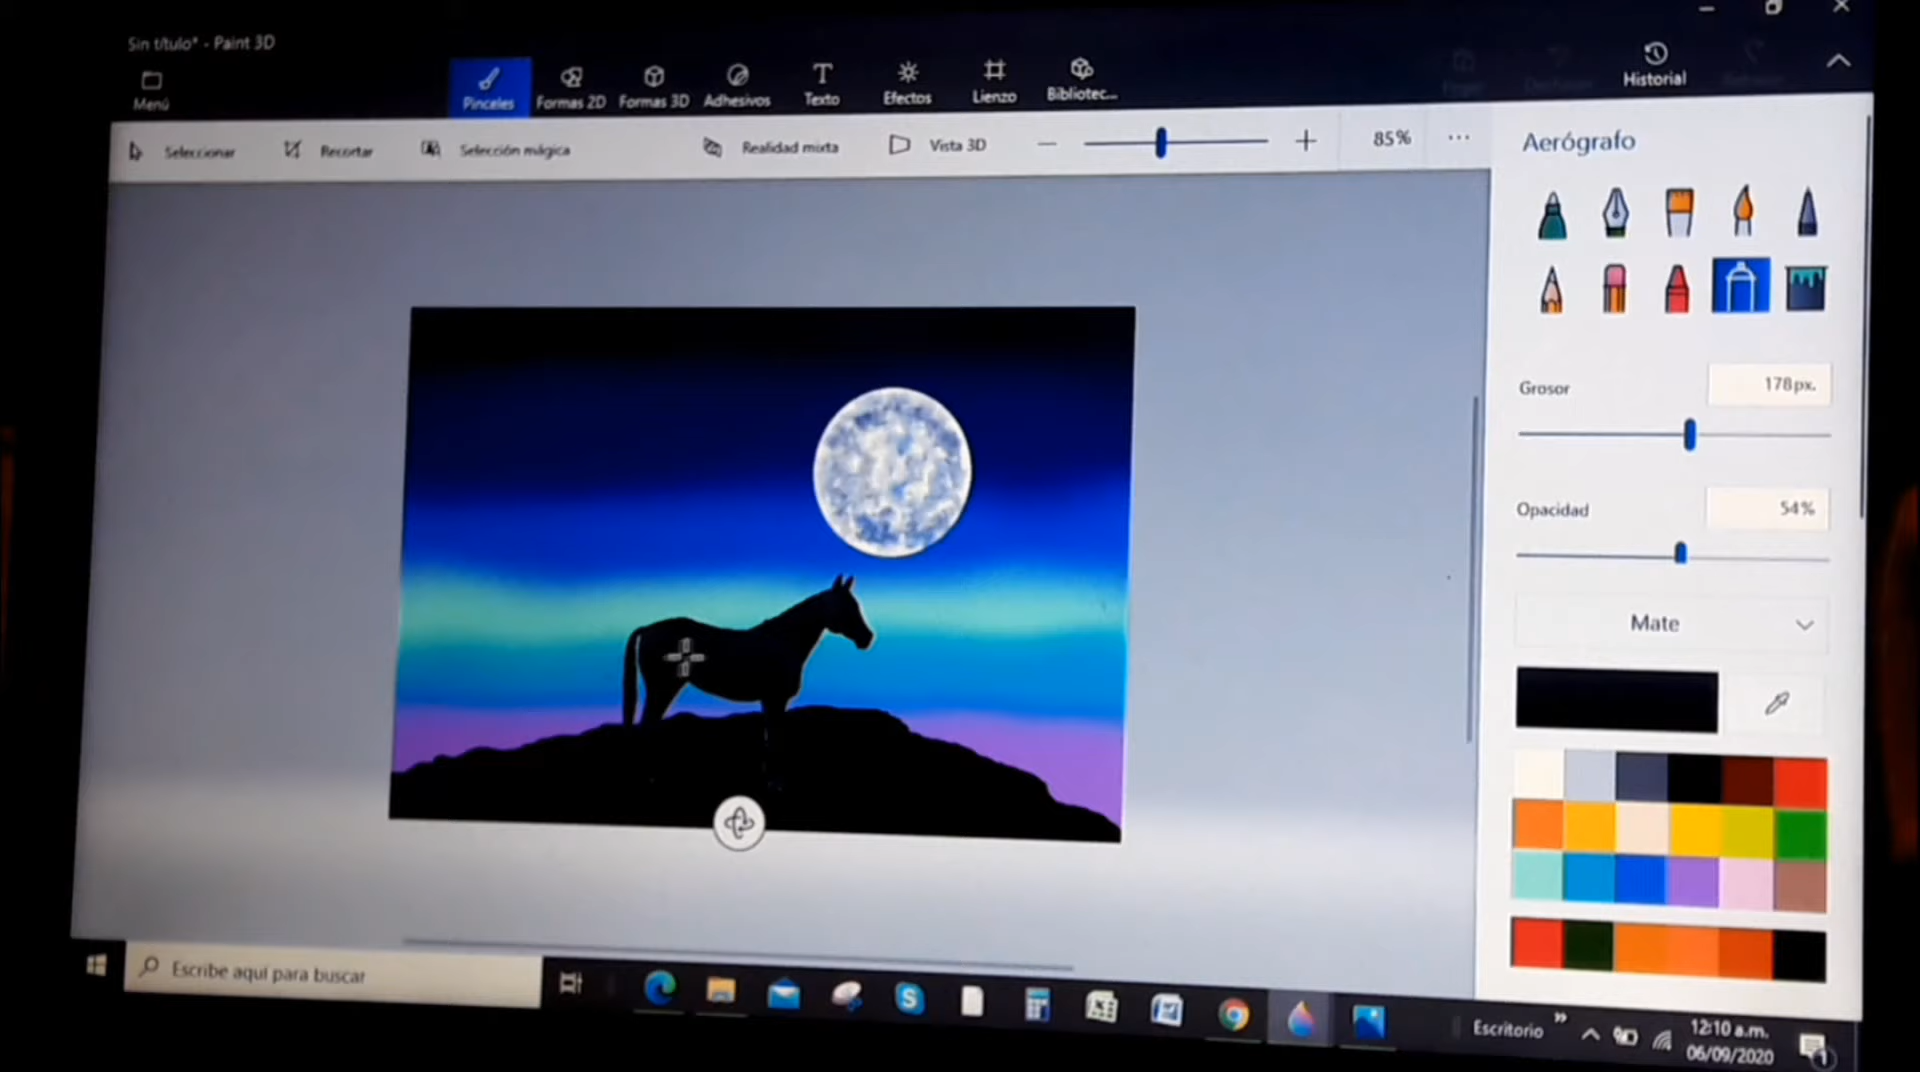 Sin título* - Paint 3D
Menú
Pinceles
Formas 2D
Formas 3D
Adhesivos
Texto
Efectos
Lienzo
Bibliotec...
Historial
Seleccionar
Recortar
Selección mágica
Realidad mixta
Vista 3D
85%
Aerógrafo
Grosor
178px.
Opacidad
54%
Mate
Escribe aquí para buscar
Escritorio
12:10 a.m.
06/09/2020
1